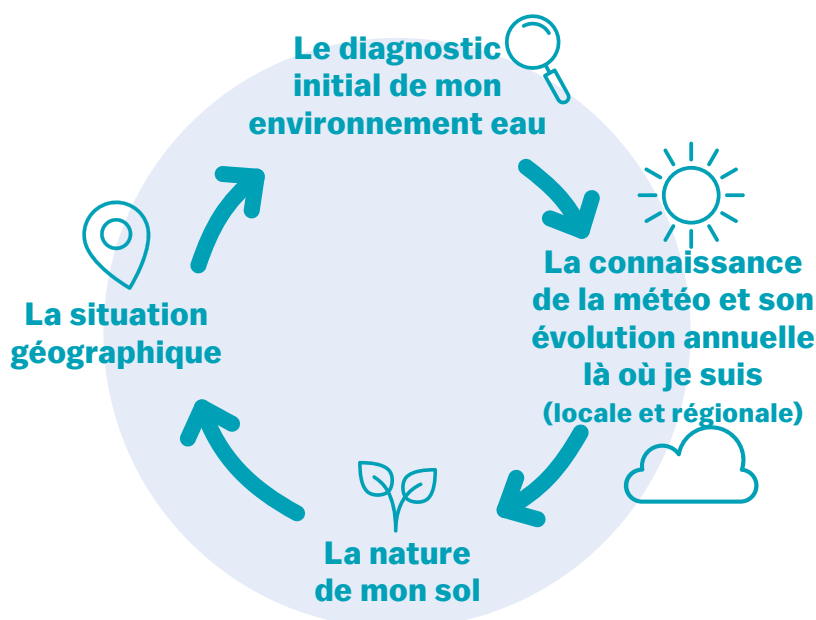 Le diagnostic
initial de mon
environnement eau
La connaissance
de la météo et son
évolution annuelle
là où je suis
(locale et régionale)
La nature
de mon sol
La situation
géographique